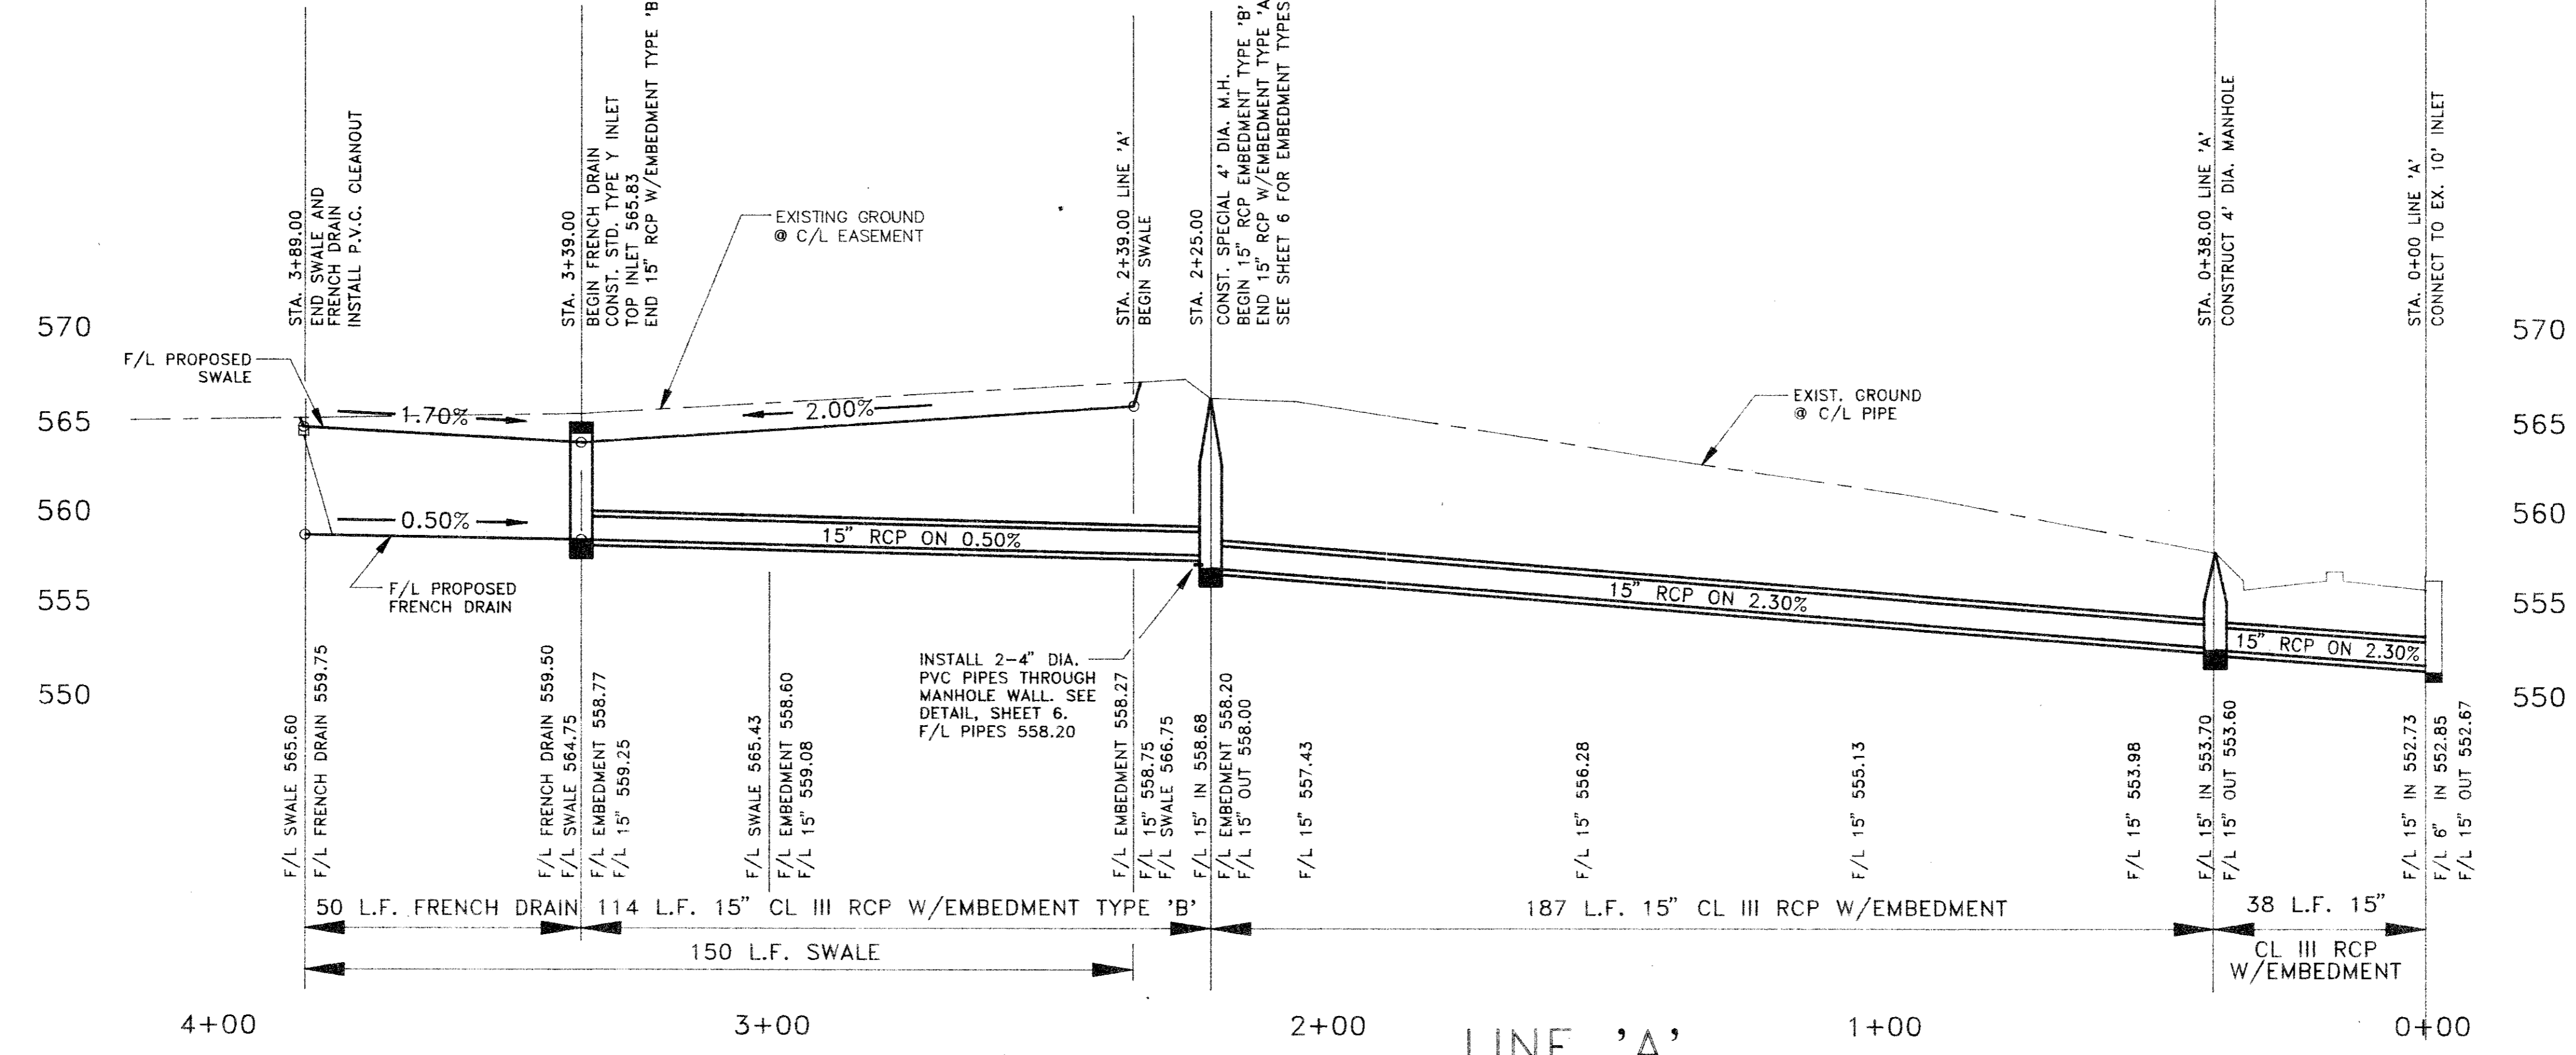 STA. 3+89.00
END SWALE AND
FRENCH DRAIN
INSTALL P.V.C. CLEANOUT
STA. 3+39.00
BEGIN FRENCH DRAIN
CONST. STD. TYPE Y INLET
TOP INLET 565.83
END 15" RCP W/EMBEDMENT TYPE 'B'
STA. 2+39.00 LINE 'A'
BEGIN SWALE
STA. 2+25.00
CONST. SPECIAL 4' DIA. M.H.
BEGIN 15" RCP EMBEDMENT TYPE 'B'
END 15" RCP W/EMBEDMENT TYPE 'A'
SEE SHEET 6 FOR EMBEDMENT TYPES
STA. 0+38.00 LINE 'A'
CONSTRUCT 4' DIA. MANHOLE
STA. 0+00 LINE 'A'
CONNECT TO EX. 10' INLET
EXISTING GROUND
@ C/L EASEMENT
570
570
F/L PROPOSED
SWALE
565
1.70%
2.00%
EXIST. GROUND
@ C/L PIPE
565
560
0.50%
15" RCP ON 0.50%
560
555
F/L PROPOSED
FRENCH DRAIN
15" RCP ON 2.30%
555
15" RCP ON 2.30%
550
INSTALL 2-4" DIA.
PVC PIPES THROUGH
MANHOLE WALL. SEE
DETAIL, SHEET 6.
F/L PIPES 558.20
550
F/L SWALE 565.60
F/L FRENCH DRAIN 559.75
F/L FRENCH DRAIN 559.50
F/L SWALE 564.75
F/L EMBEDMENT 558.77
F/L 15" 559.25
F/L SWALE 565.43
F/L EMBEDMENT 558.60
F/L 15" 559.08
F/L EMBEDMENT 558.27
F/L 15" 558.75
F/L SWALE 566.75
F/L 15" IN 558.68
F/L EMBEDMENT 558.20
F/L 15" OUT 558.00
F/L 15" 557.43
F/L 15" 556.28
F/L 15" 555.13
F/L 15" 553.98
F/L 15" IN 553.70
F/L 15" OUT 553.60
F/L 15" IN 552.73
F/L 6" IN 552.85
F/L 15" OUT 552.67
50 L.F. FRENCH DRAIN
114 L.F. 15" CL III RCP W/EMBEDMENT TYPE 'B'
187 L.F. 15" CL III RCP W/EMBEDMENT
38 L.F. 15"
CL III RCP
W/EMBEDMENT
150 L.F. SWALE
4+00
3+00
2+00
1+00
0+00
LINE 'A'